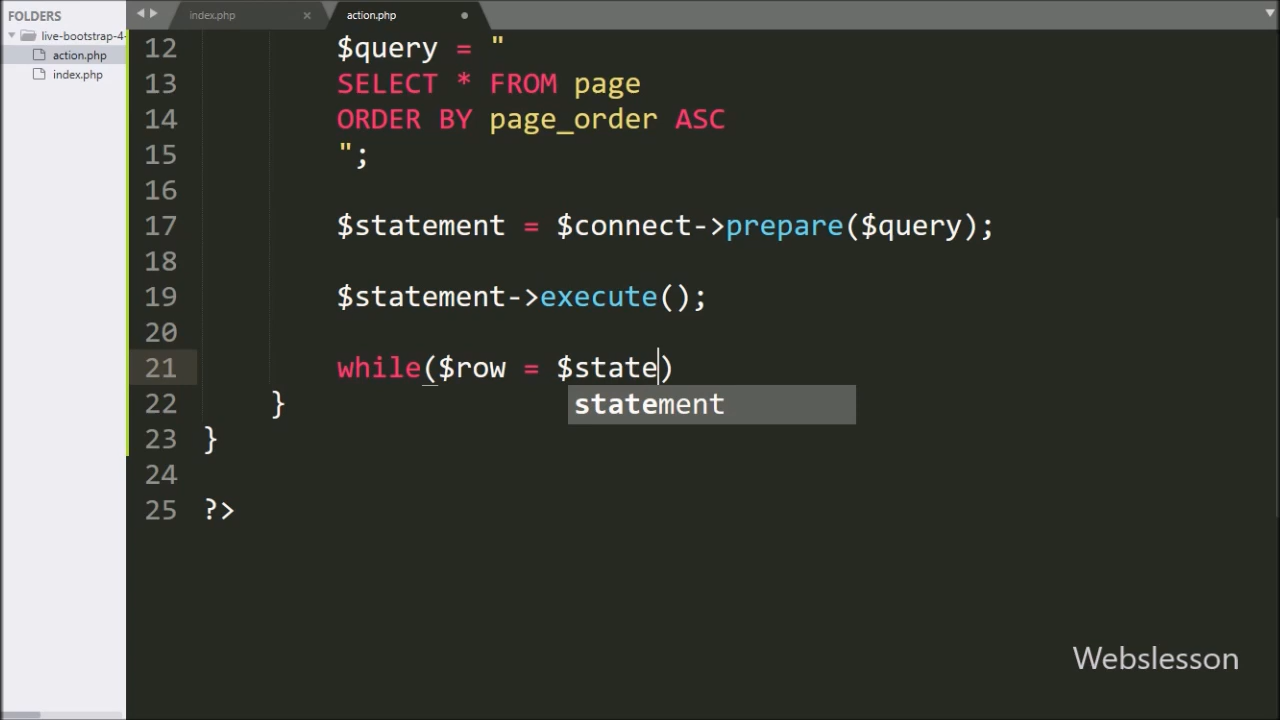 FOLDERS
live-bootstrap-4-
action.php
index.php
index.php ×
action.php
12 $query = "
13 SELECT * FROM page
14 ORDER BY page_order ASC
15 ";
16
17 $statement = $connect->prepare($query);
18
19 $statement->execute();
20
21 while($row = $state)
statement
22 }
23 }
24
25 ?>
Webslesson